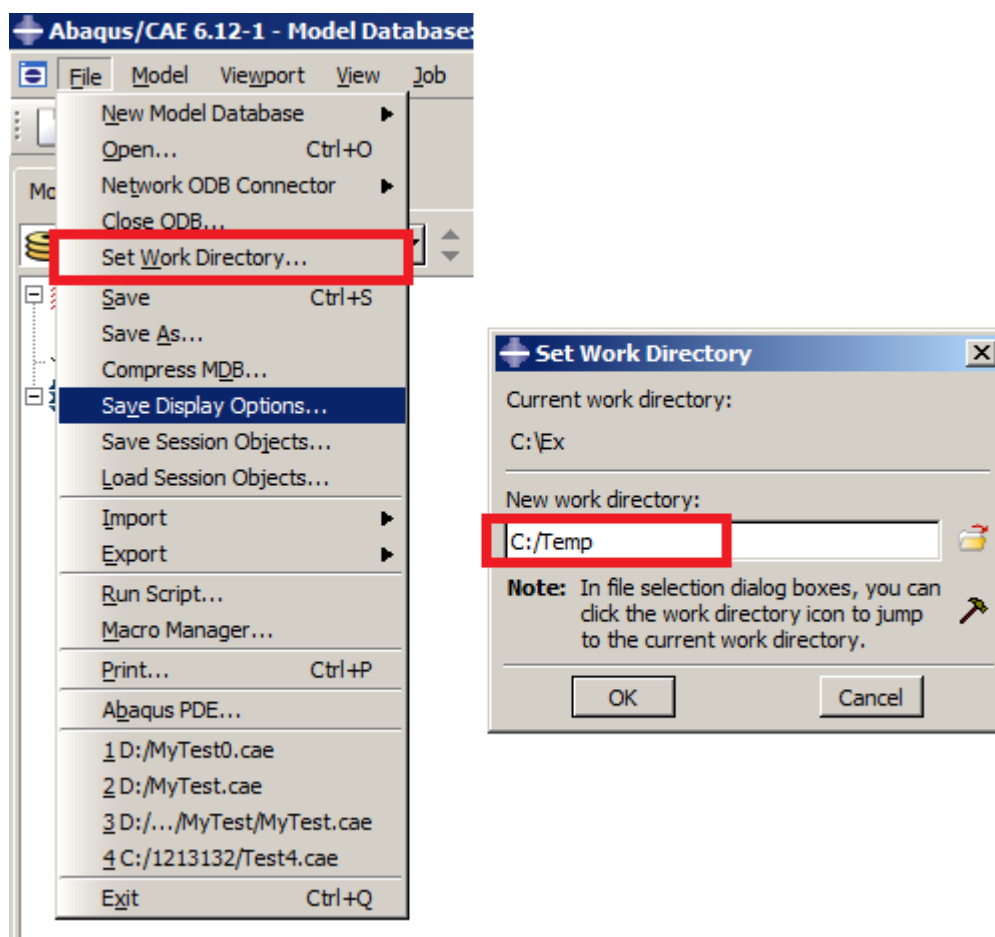 Abaqus/CAE 6.12-1 - Model Database:
File Model Viewport View Job
New Model Database
Open... Ctrl+O
Network ODB Connector
Close ODB...
Set Work Directory...
Save Ctrl+S
Save As...
Compress MDB...
Save Display Options...
Save Session Objects...
Load Session Objects...
Import
Export
Run Script...
Macro Manager...
Print... Ctrl+P
Abaqus PDE...
1 D:/MyTest0.cae
2 D:/MyTest.cae
3 D:/.../MyTest/MyTest.cae
4 C:/1213132/Test4.cae
Exit Ctrl+Q
Set Work Directory
Current work directory:
C:\Ex
New work directory:
C:/Temp
Note: In file selection dialog boxes, you can
click the work directory icon to jump
to the current work directory.
OK Cancel